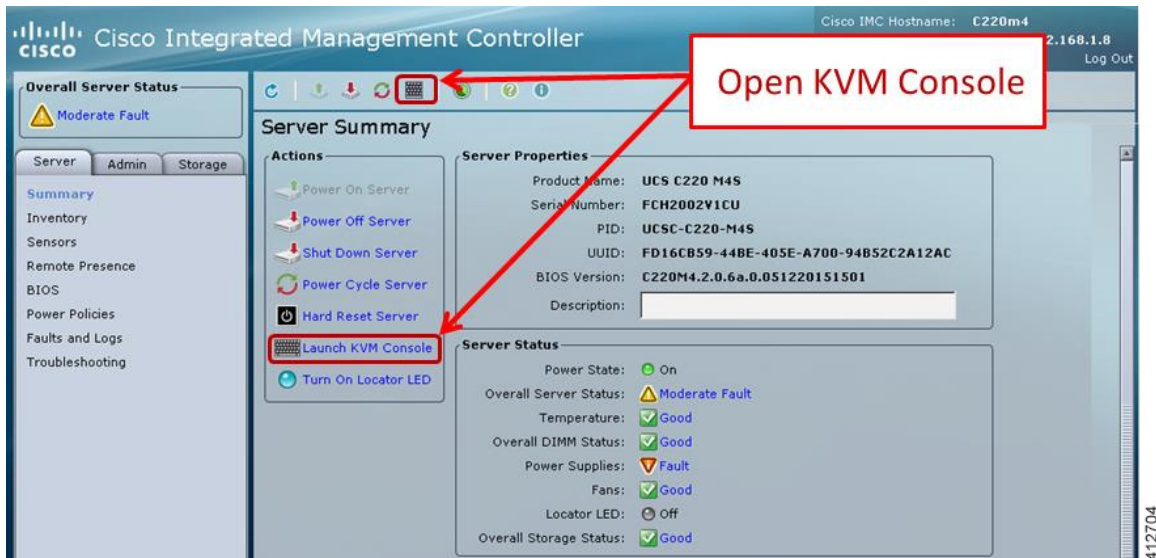 Cisco IMC Hostname: C220m4
CISCO Cisco Integrated Management Controller
2.168.1.8
Log Out
Open KVM Console
Overall Server Status
Moderate Fault
Server Admin Storage
Summary
Inventory
Sensors
Remote Presence
BIOS
Power Policies
Faults and Logs
Troubleshooting
Server Summary
Actions
Power On Server
Power Off Server
Shut Down Server
Power Cycle Server
Hard Reset Server
Launch KVM Console
Turn On Locator LED
Server Properties
Product Name: UCS C220 M4S
Serial Number: FCH2002V1CU
PID: UCSC-C220-M4S
UUID: FD16CB59-44BE-405E-A700-94B52C2A12AC
BIOS Version: C220M4.2.0.6a.0.051220151501
Description:
Server Status
Power State: On
Overall Server Status: Moderate Fault
Temperature: Good
Overall DIMM Status: Good
Power Supplies: Fault
Fans: Good
Locator LED: Off
Overall Storage Status: Good
412704